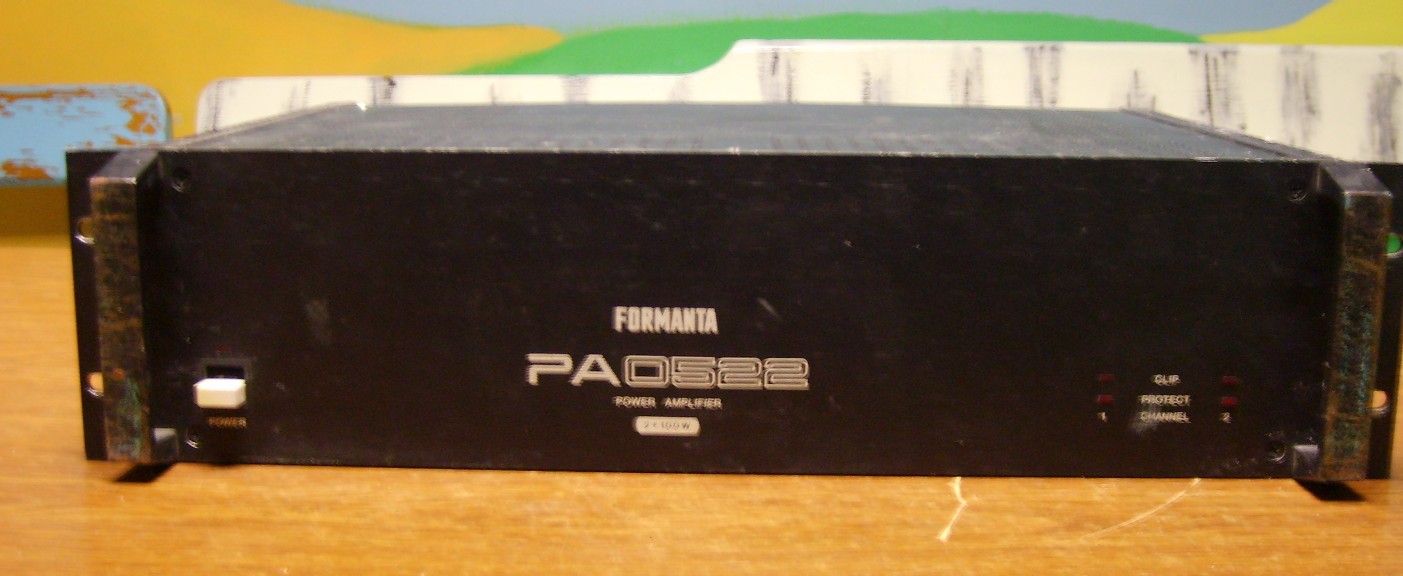 FORMANTA
PA0522
POWER AMPLIFIER
2×100W
POWER
CLIP
PROTECT
1 CHANNEL 2